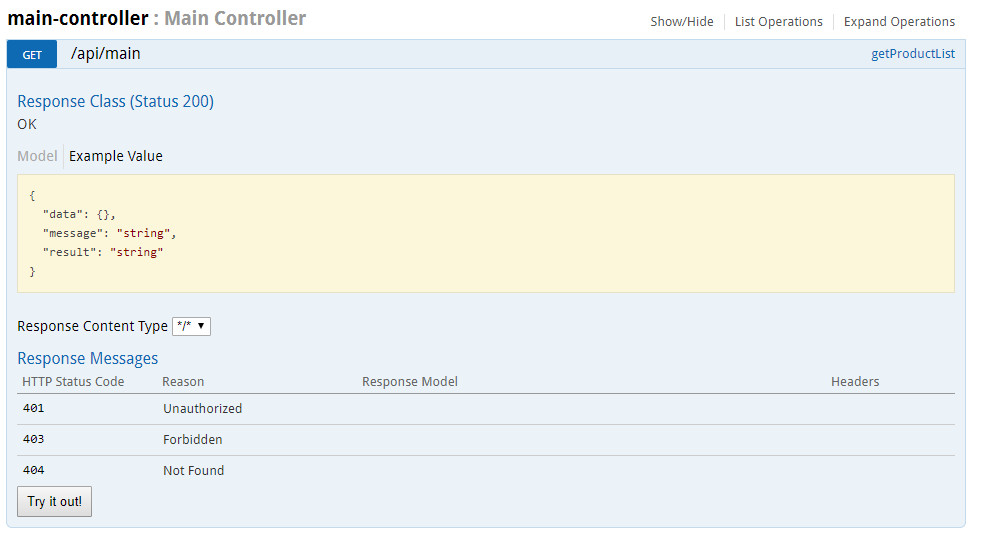 main-controller : Main Controller
Show/Hide List Operations Expand Operations
GET /api/main getProductList
Response Class (Status 200)
OK
Model Example Value
{
"data": {},
"message": "string",
"result": "string"
}
Response Content Type */*
Response Messages
HTTP Status Code Reason Response Model Headers
401 Unauthorized
403 Forbidden
404 Not Found
Try it out!